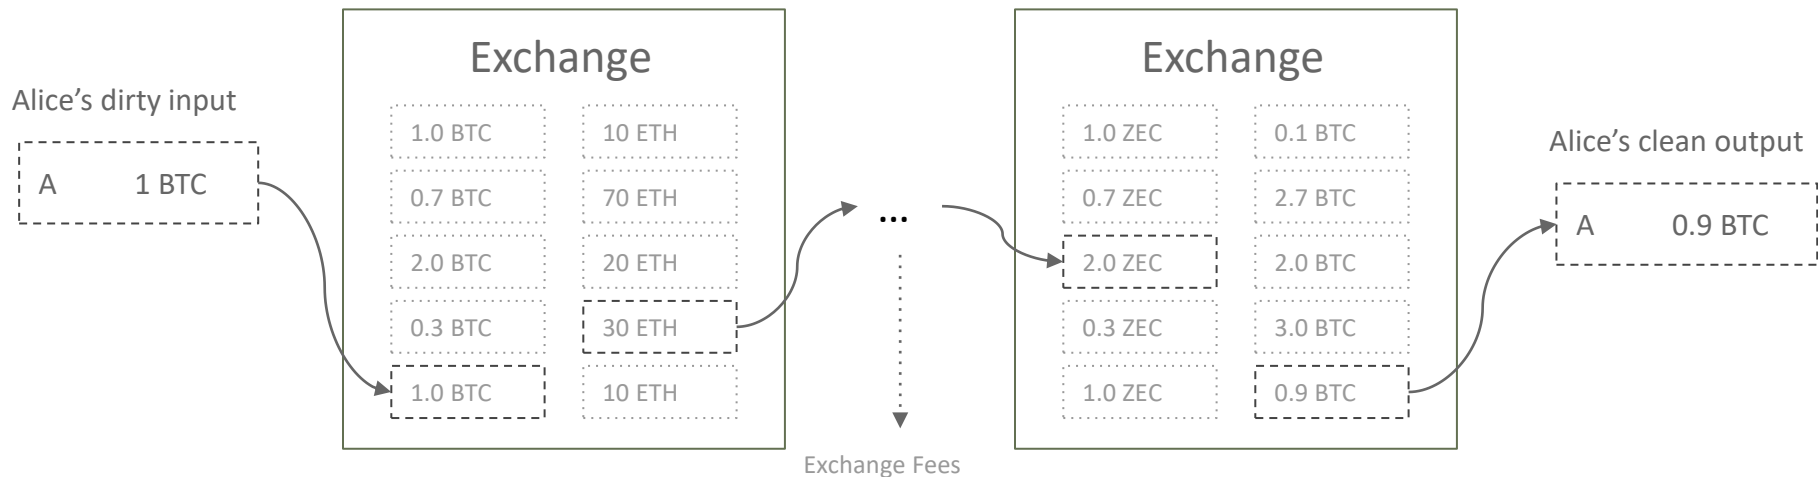 Alice’s dirty input
A 1 BTC
Exchange
1.0 BTC 10 ETH
0.7 BTC 70 ETH
2.0 BTC 20 ETH
0.3 BTC 30 ETH
1.0 BTC 10 ETH
...
Exchange Fees
Exchange
1.0 ZEC 0.1 BTC
0.7 ZEC 2.7 BTC
2.0 ZEC 2.0 BTC
0.3 ZEC 3.0 BTC
1.0 ZEC 0.9 BTC
Alice’s clean output
A 0.9 BTC